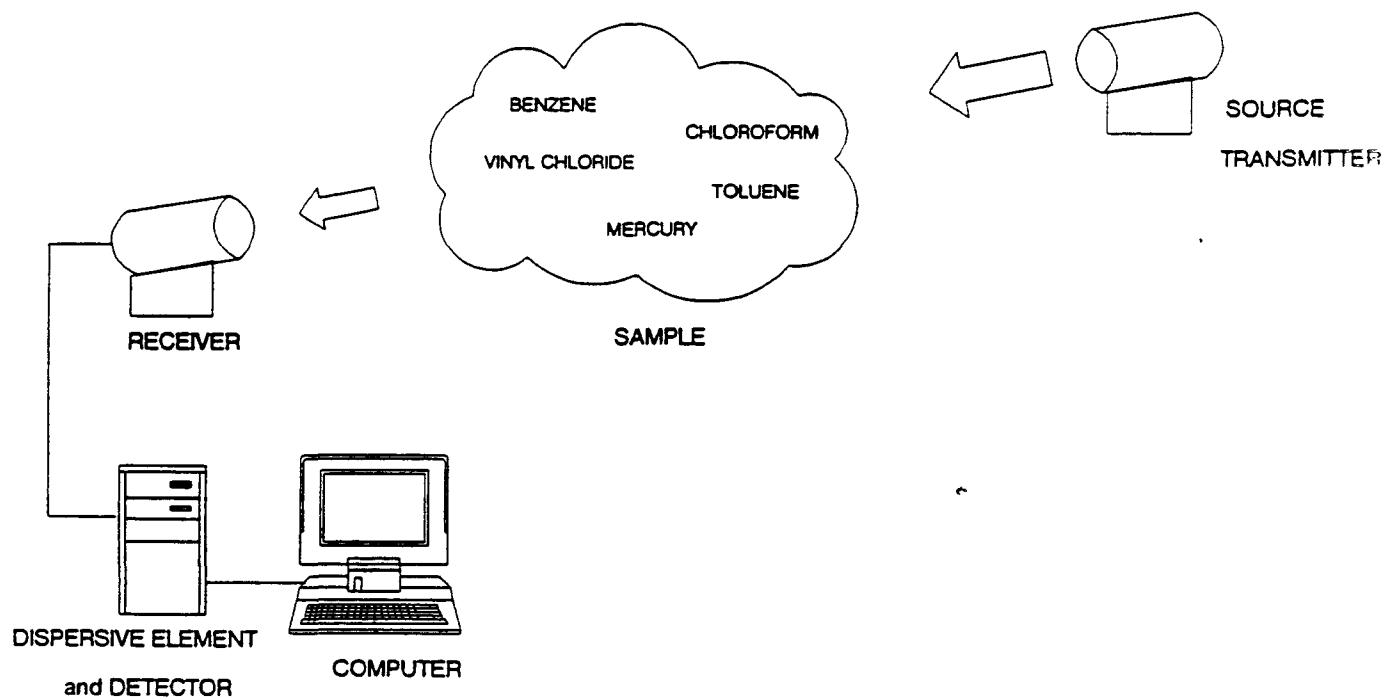 BENZENE
CHLOROFORM
VINYL CHLORIDE
TOLUENE
MERCURY
SAMPLE
SOURCE
TRANSMITTER
RECEIVER
DISPERSIVE ELEMENT
and DETECTOR
COMPUTER